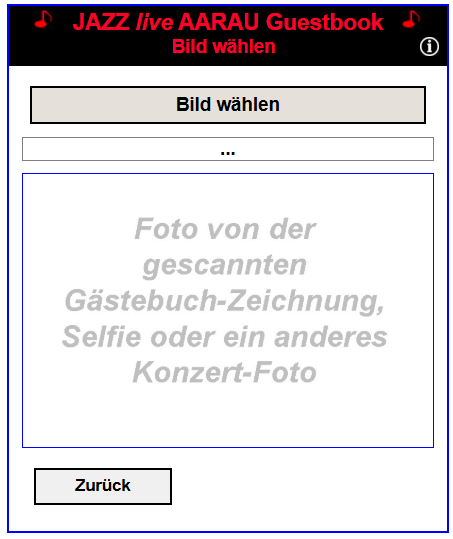 JAZZ live AARAU Guestbook
Bild wählen
Bild wählen
...
Foto von der
gescannten
Gästebuch-Zeichnung,
Selfie oder ein anderes
Konzert-Foto
Zurück